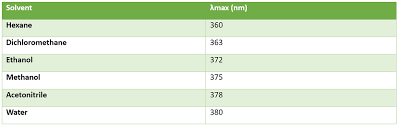 Solvent λmax (nm)
Hexane 360
Dichloromethane 363
Ethanol 372
Methanol 375
Acetonitrile 378
Water 380